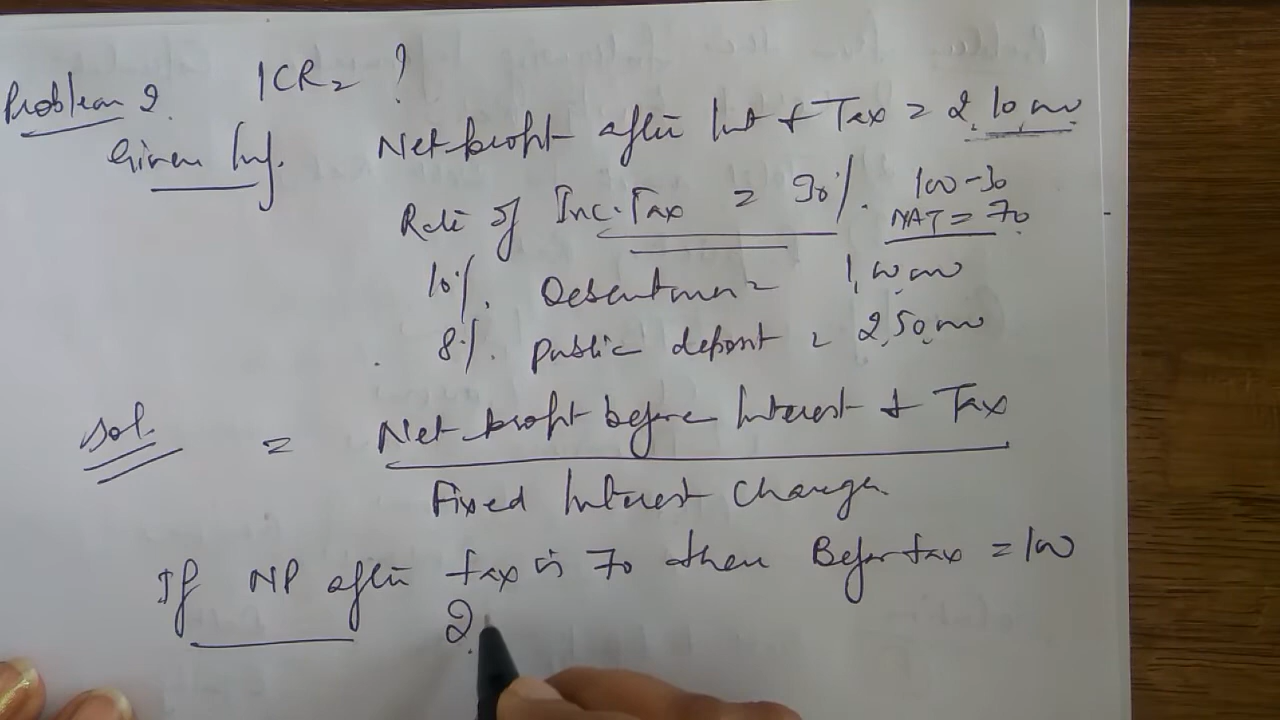 Problem 2. ICR = ?
Given Inf. Net profit after Int + Tax = 2,10,000
Rate of Inc. Tax = 30%. 100-30
NAT = 70
10%. Debenture = 1,00,000
8%. public deposit = 2,50,000
Sol. = Net profit before Interest + Tax
Fixed Interest Charges
If NP after tax is 70 then Before tax = 100
2,